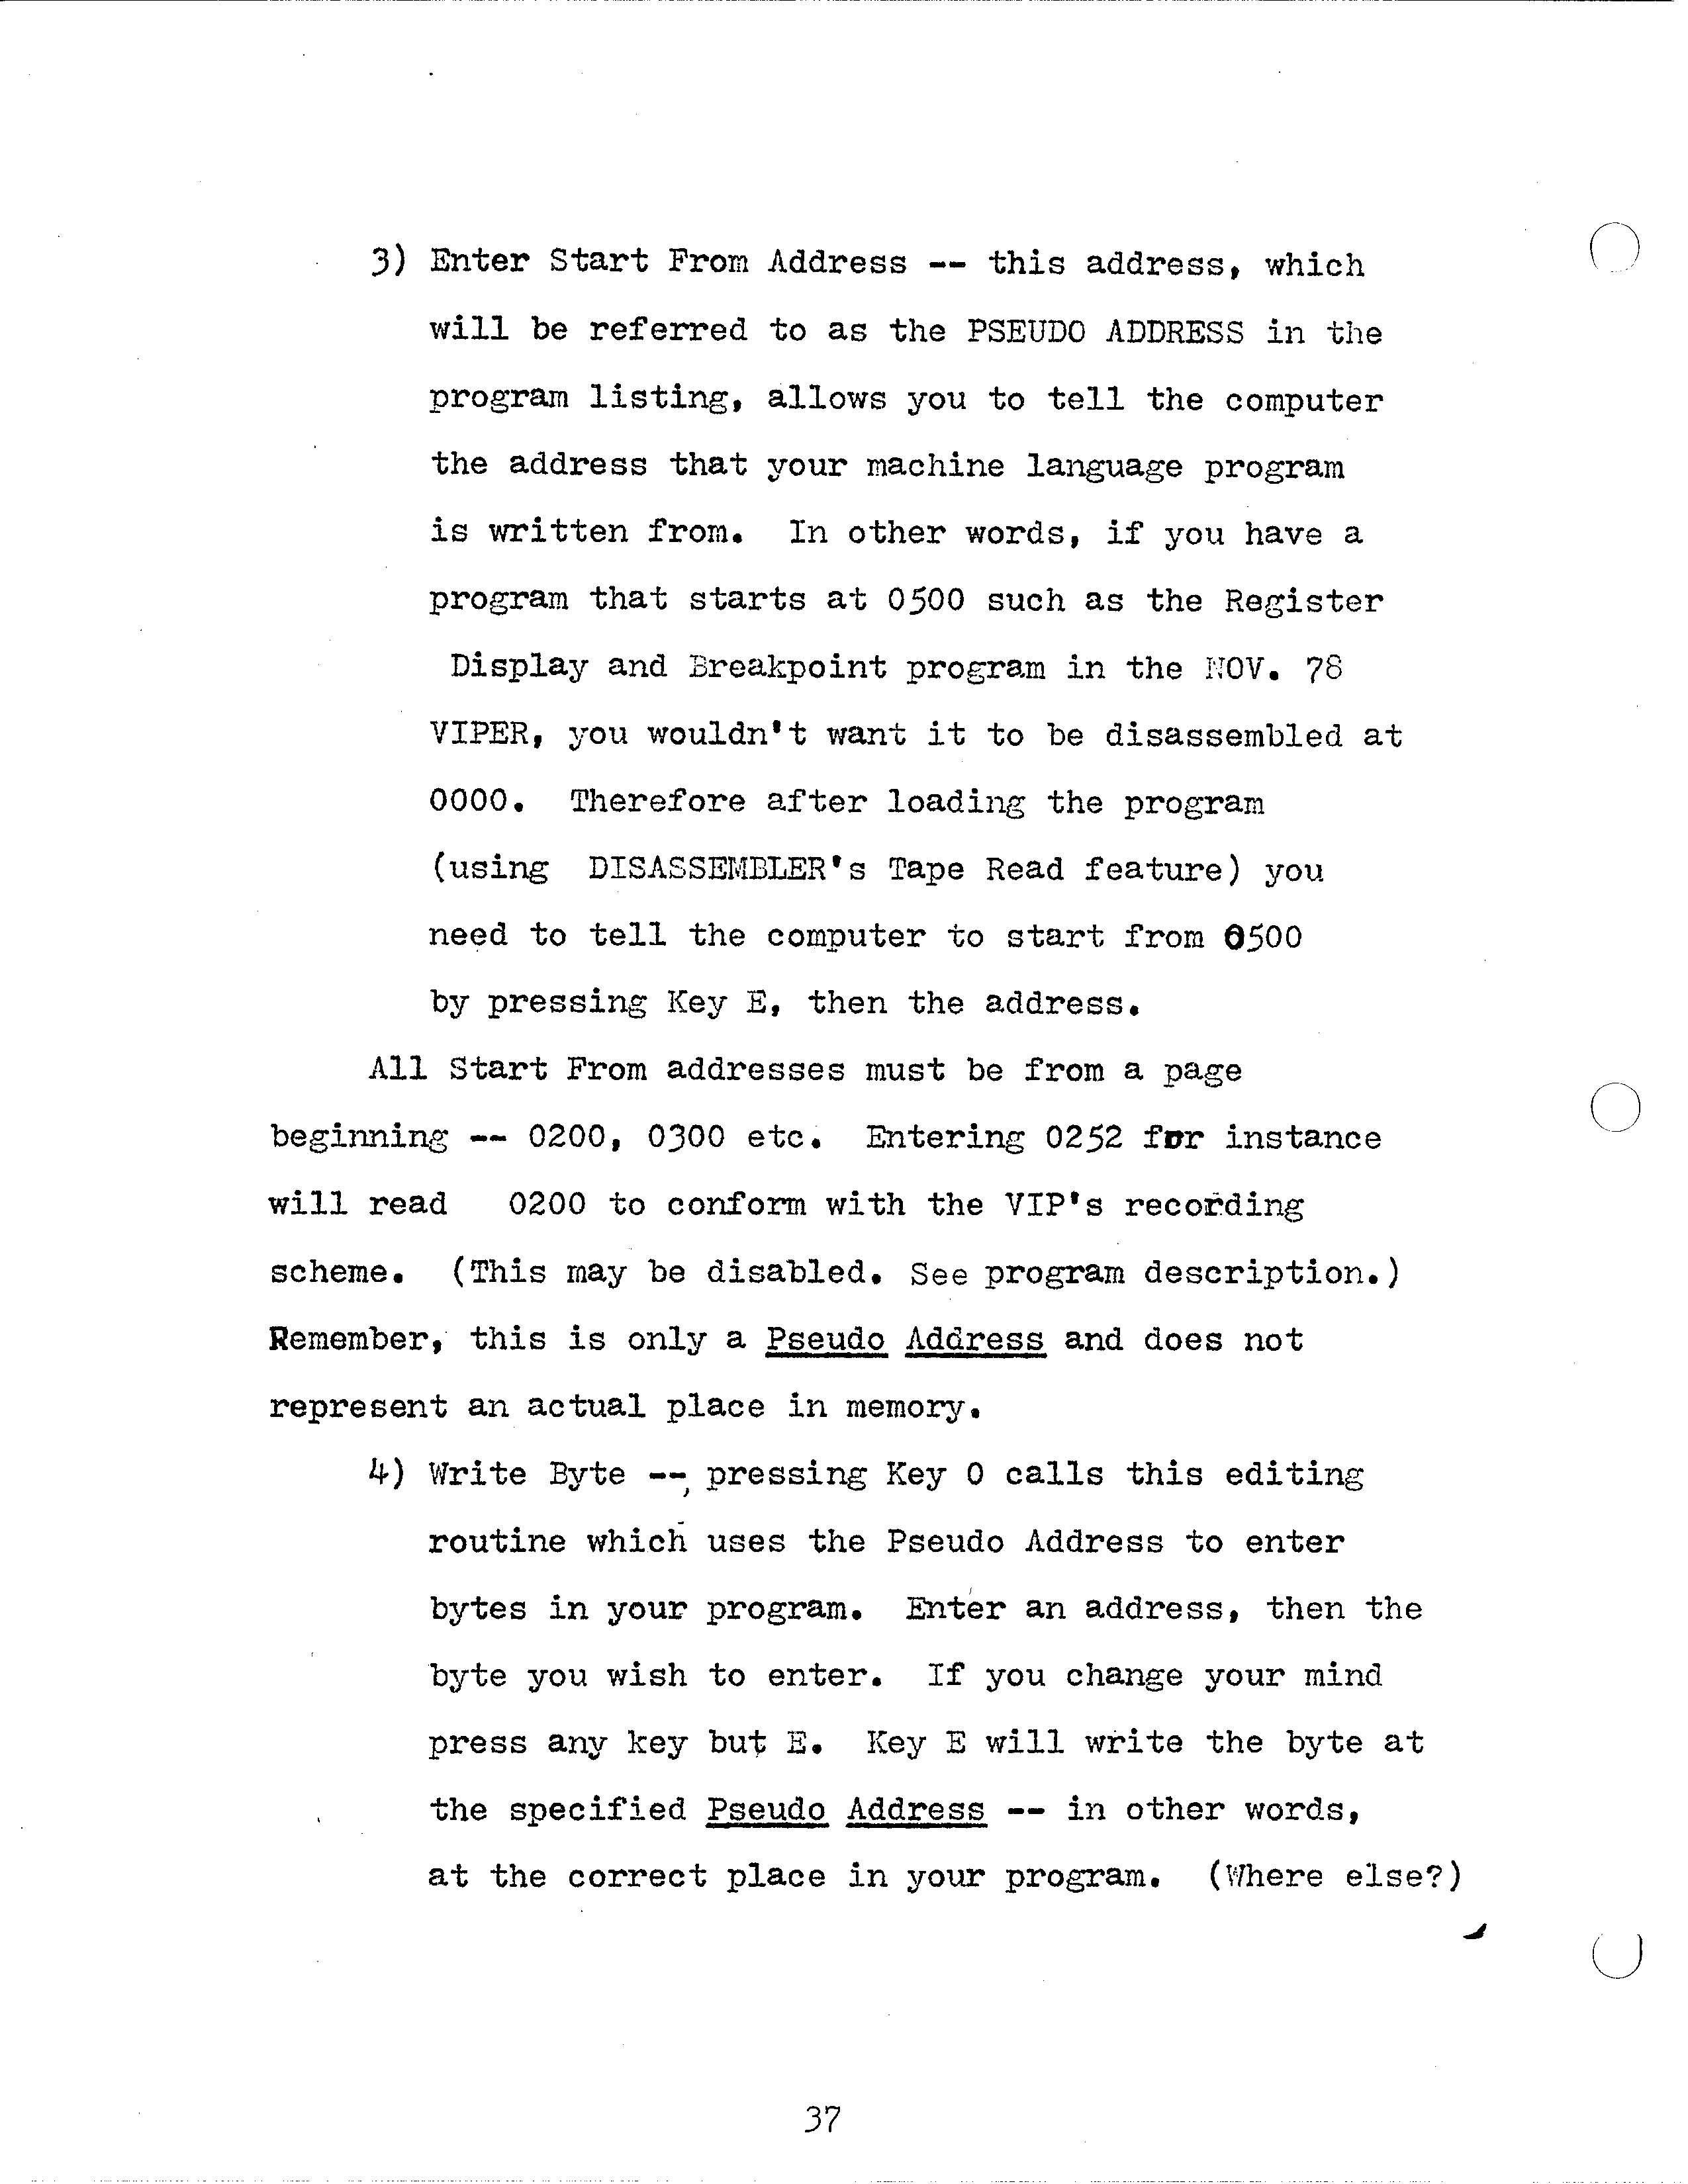 3) Enter Start From Address -- this address, which
will be referred to as the PSEUDO ADDRESS in the
program listing, allows you to tell the computer
the address that your machine language program
is written from. In other words, if you have a
program that starts at 0500 such as the Register
Display and Breakpoint program in the NOV. 78
VIPER, you wouldn't want it to be disassembled at
0000. Therefore after loading the program
(using DISASSEMBLER's Tape Read feature) you
need to tell the computer to start from 0500
by pressing Key E, then the address.
All Start From addresses must be from a page
beginning -- 0200, 0300 etc. Entering 0252 for instance
will read 0200 to conform with the VIP's recording
scheme. (This may be disabled. See program description.)
Remember, this is only a Pseudo Address and does not
represent an actual place in memory.
4) Write Byte -- pressing Key 0 calls this editing
routine which uses the Pseudo Address to enter
bytes in your program. Enter an address, then the
byte you wish to enter. If you change your mind
press any key but E. Key E will write the byte at
the specified Pseudo Address -- in other words,
at the correct place in your program. (Where else?)
37